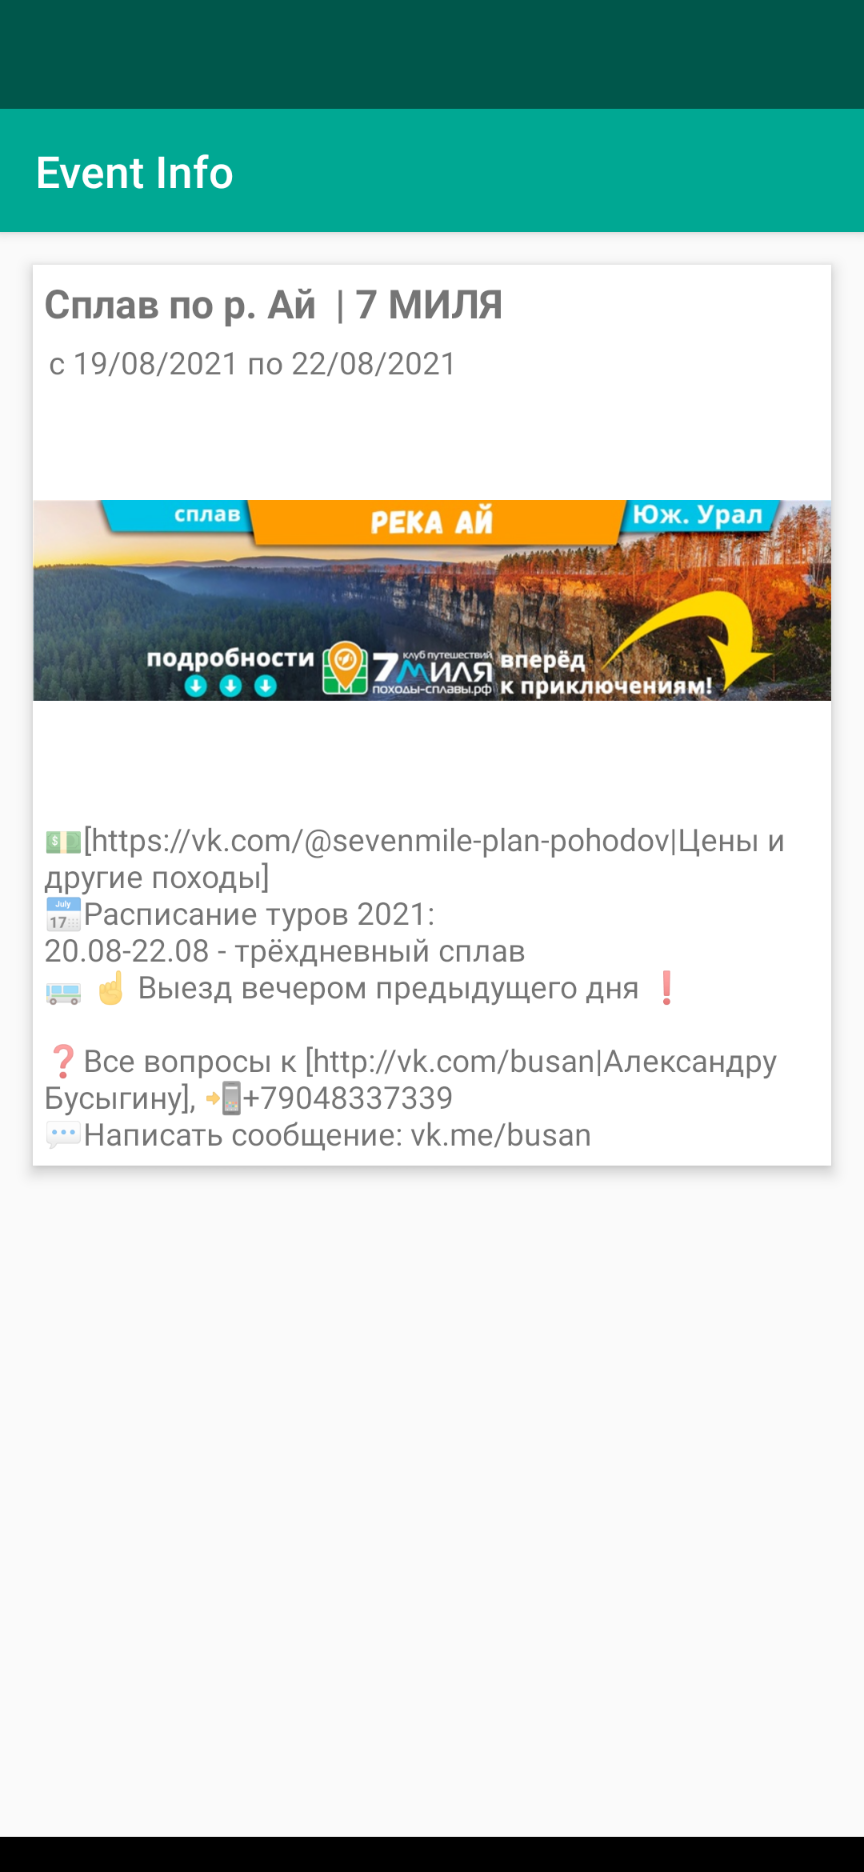 Event Info
Сплав по р. Ай | 7 МИЛЯ
с 19/08/2021 по 22/08/2021
сплав
РЕКА АЙ
Юж. Урал
подробности
клуб путешествий
7МИЛЯ
походы-сплавы.рф
вперёд
к приключениям!
💵[https://vk.com/@sevenmile-plan-pohodov|Цены и
другие походы]
📅Расписание туров 2021:
20.08-22.08 - трёхдневный сплав
🚌 ☝ Выезд вечером предыдущего дня ❗
❓Все вопросы к [http://vk.com/busan|Александру
Бусыгину], 📲+79048337339
💬Написать сообщение: vk.me/busan